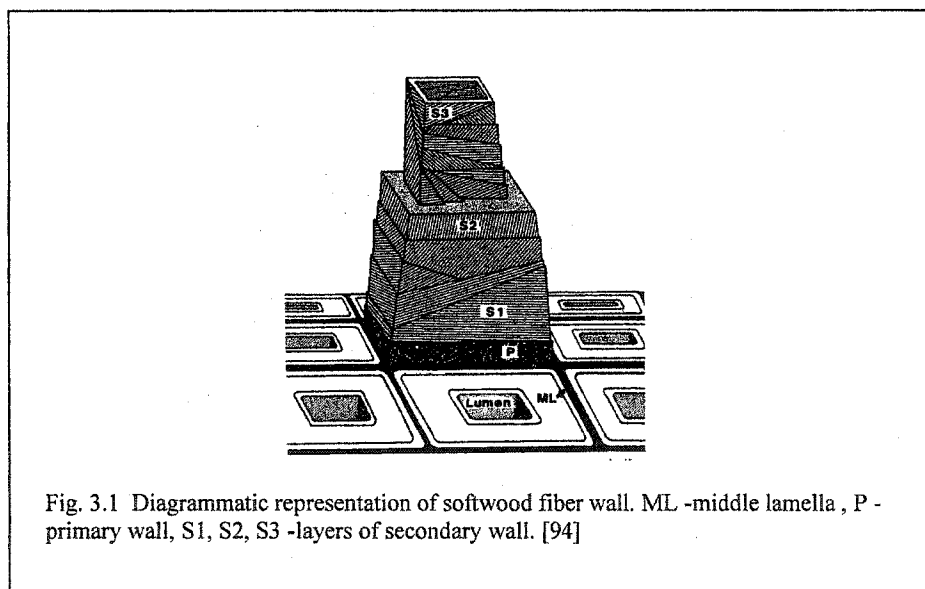 S3
S2
S1
P
Lumen
ML
Fig. 3.1 Diagrammatic representation of softwood fiber wall. ML -middle lamella , P -
primary wall, S1, S2, S3 -layers of secondary wall. [94]